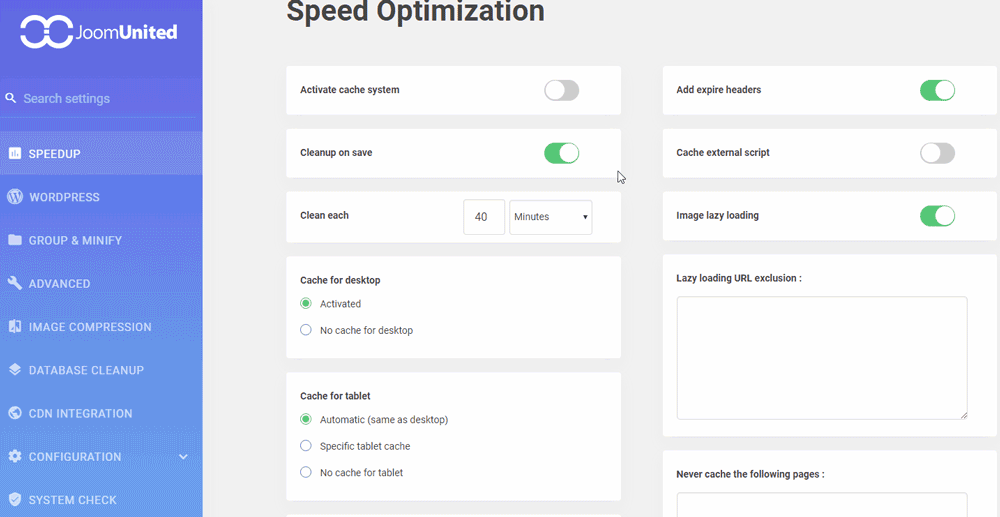 JoomUnited
Search settings
SPEEDUP
WORDPRESS
GROUP & MINIFY
ADVANCED
IMAGE COMPRESSION
DATABASE CLEANUP
CDN INTEGRATION
CONFIGURATION
SYSTEM CHECK
Speed Optimization
Activate cache system
Cleanup on save
Clean each
40
Minutes
Cache for desktop
Activated
No cache for desktop
Cache for tablet
Automatic (same as desktop)
Specific tablet cache
No cache for tablet
Add expire headers
Cache external script
Image lazy loading
Lazy loading URL exclusion :
Never cache the following pages :